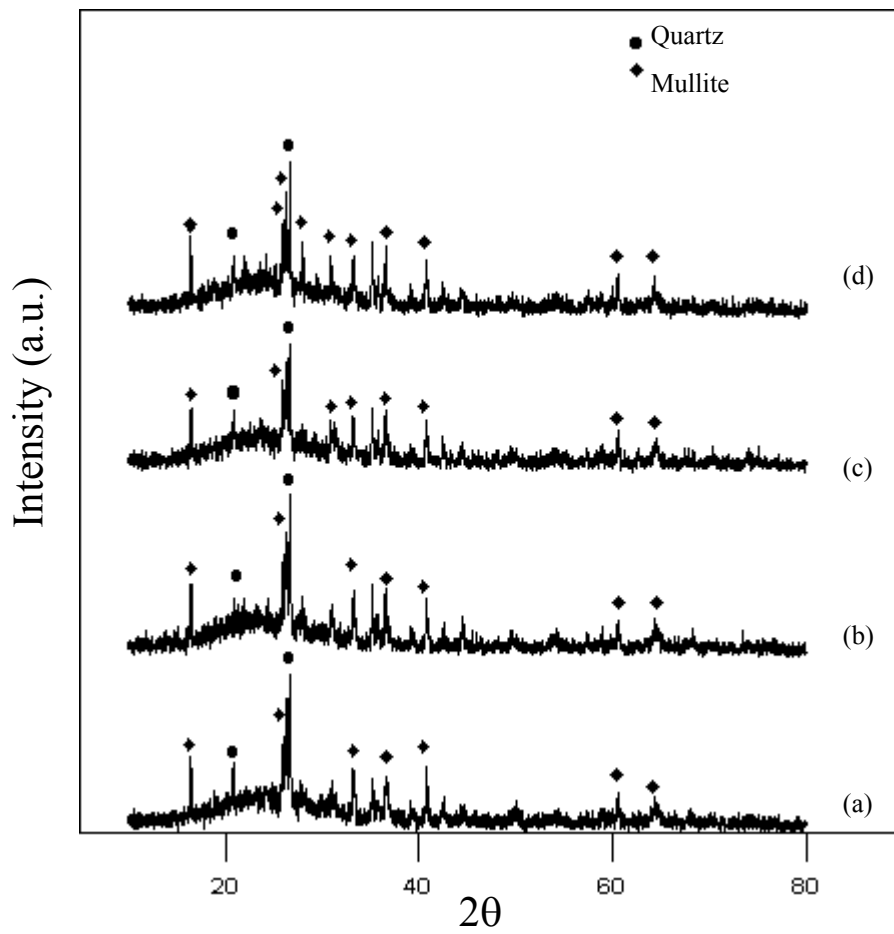 Quartz
Mullite
(d)
(c)
(b)
(a)
Intensity (a.u.)
20 40 60 80
2θ